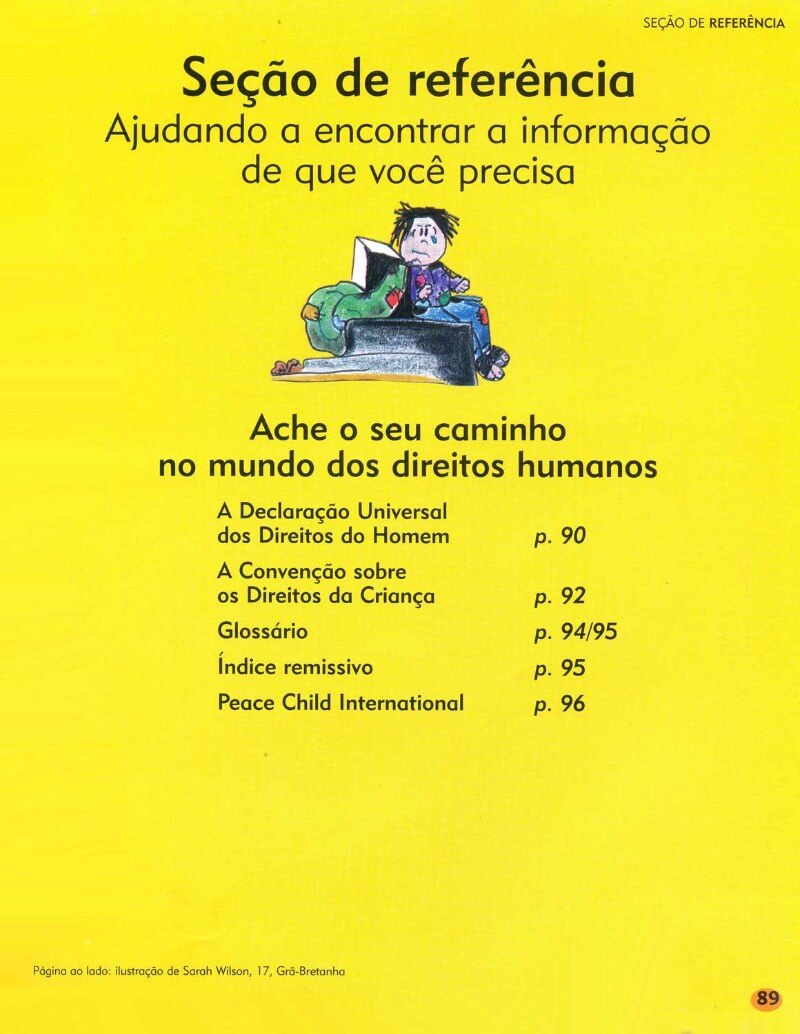 SEÇÃO DE REFERÊNCIA
Seção de referência
Ajudando a encontrar a informação
de que você precisa
Ache o seu caminho
no mundo dos direitos humanos
A Declaração Universal
dos Direitos do Homem p. 90
A Convenção sobre
os Direitos da Criança p. 92
Glossário p. 94/95
Índice remissivo p. 95
Peace Child International p. 96
Página ao lado: ilustração de Sarah Wilson, 17, Grã-Bretanha
89